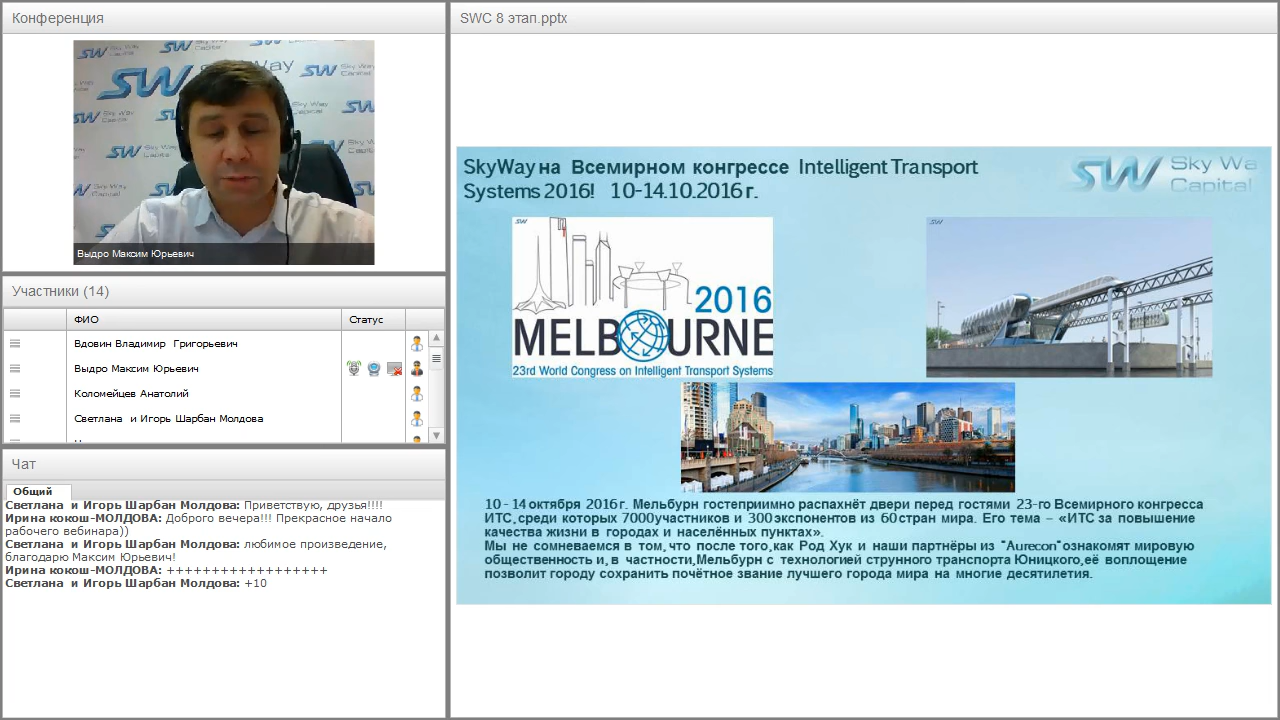 Конференция
SW
Sky Way
Capital
Выдро Максим Юрьевич
Участники (14)
ФИО Статус
Вдовин Владимир Григорьевич
Выдро Максим Юрьевич
Коломейцев Анатолий
Светлана и Игорь Шарбан Молдова
Чат
Общий
Светлана и Игорь Шарбан Молдова: Приветствую, друзья!!!!
Ирина кокош-МОЛДОВА: Доброго вечера!!! Прекрасное начало
рабочего вебинара))
Светлана и Игорь Шарбан Молдова: любимое произведение,
благодарю Максим Юрьевич!
Ирина кокош-МОЛДОВА: ++++++++++++++++++
Светлана и Игорь Шарбан Молдова: +10
SWC 8 этап.pptx
SkyWay на Всемирном конгрессе Intelligent Transport
Systems 2016! 10-14.10.2016 г.
SW Sky Wa
Capital
SW
2016
MELBOURNE
23rd World Congress on Intelligent Transport Systems
SW
10 - 14 октября 2016 г. Мельбурн гостеприимно распахнёт двери перед гостями 23-го Всемирного конгресса
ИТС, среди которых 7000 участников и 300 экспонентов из 60 стран мира. Его тема – «ИТС за повышение
качества жизни в городах и населённых пунктах».
Мы не сомневаемся в том, что после того, как Род Хук и наши партнёры из "Aurecon" ознакомят мировую
общественность и, в частности, Мельбурн с технологией струнного транспорта Юницкого, её воплощение
позволит городу сохранить почётное звание лучшего города мира на многие десятилетия.